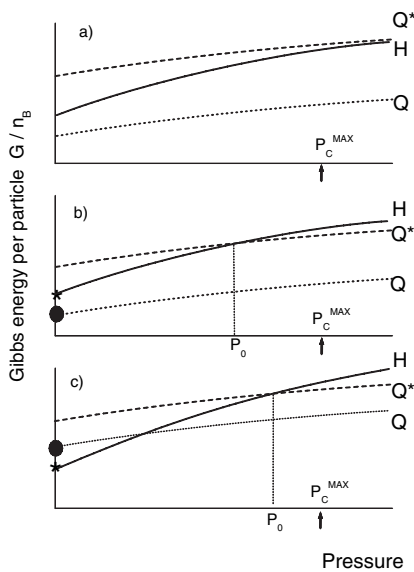 Gibbs energy per particle G / n_B
a)
Q*
H
Q
P_C^MAX
b)
H
Q*
Q
P_0
P_C^MAX
c)
H
Q*
Q
P_0
P_C^MAX
Pressure